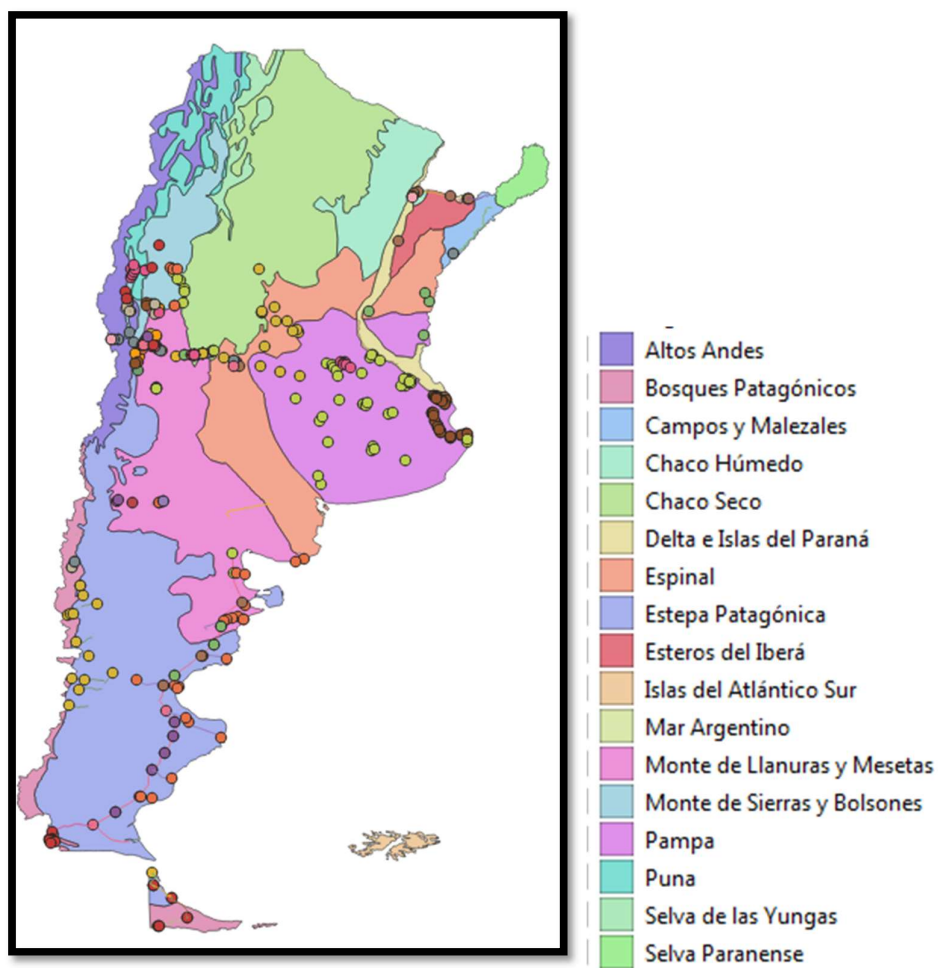 Altos Andes
Bosques Patagónicos
Campos y Malezales
Chaco Húmedo
Chaco Seco
Delta e Islas del Paraná
Espinal
Estepa Patagónica
Esteros del Iberá
Islas del Atlántico Sur
Mar Argentino
Monte de Llanuras y Mesetas
Monte de Sierras y Bolsones
Pampa
Puna
Selva de las Yungas
Selva Paranense